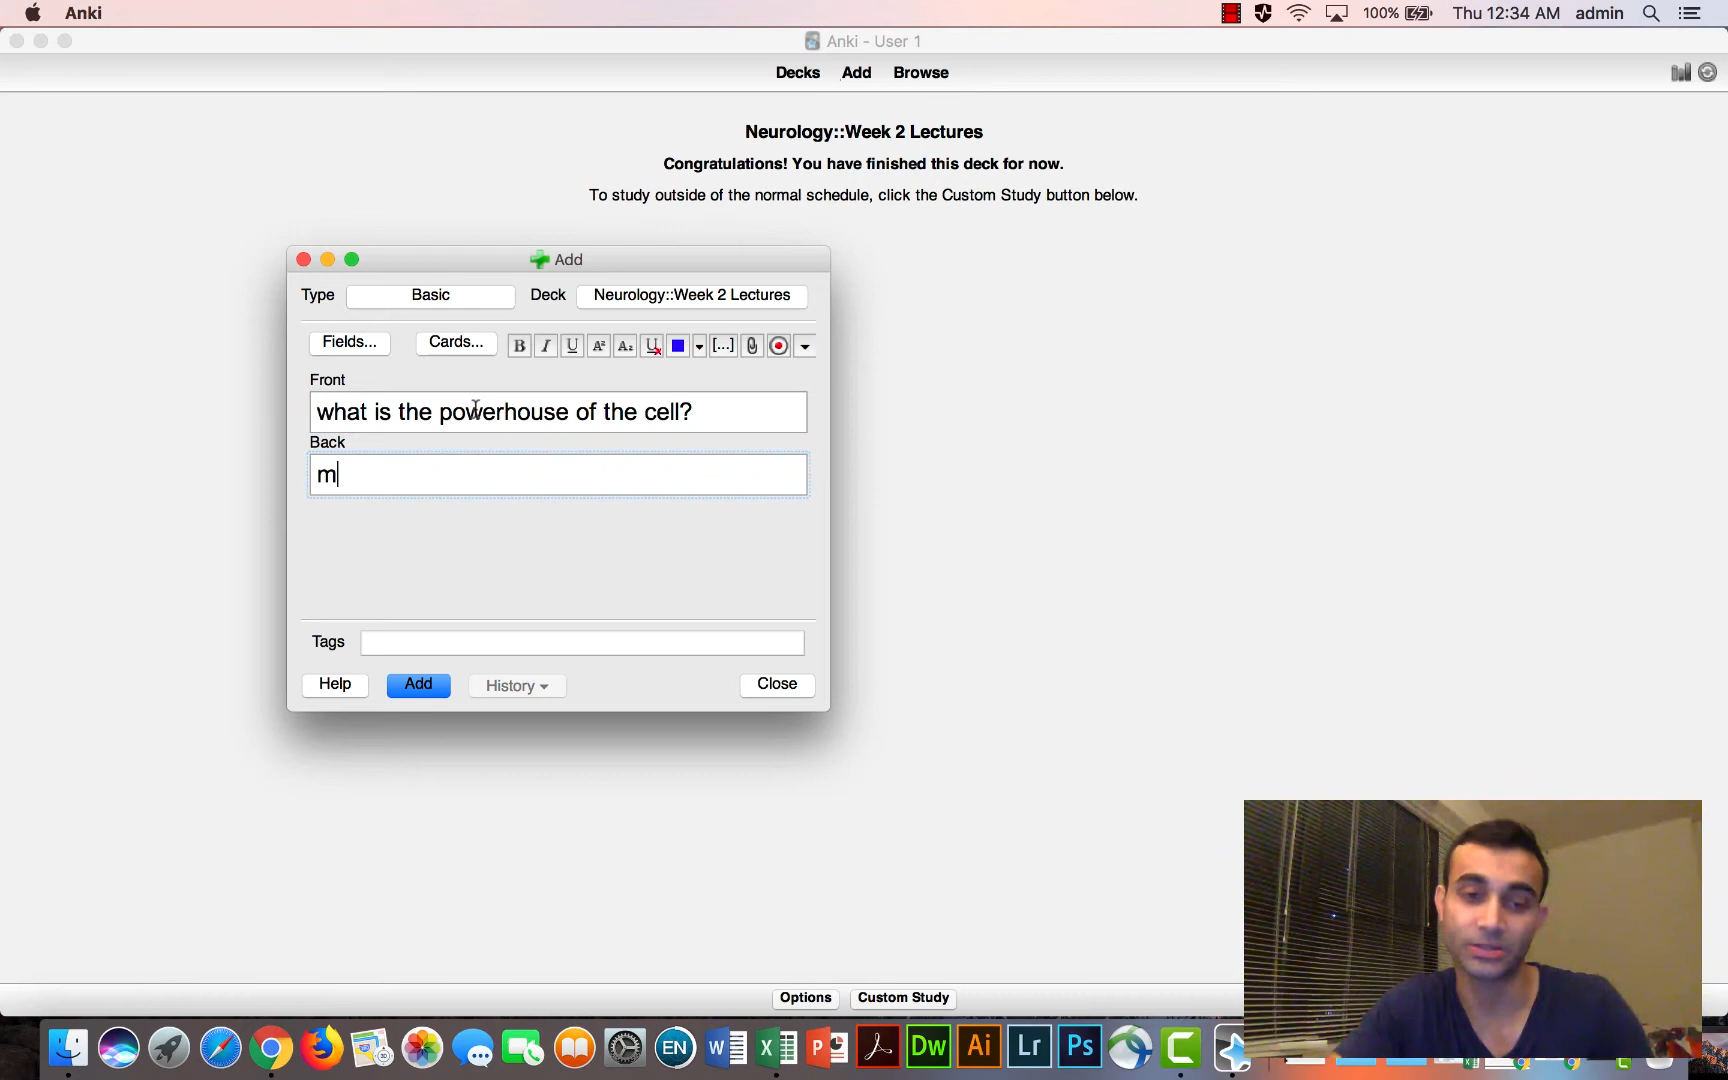 Anki
100%
Thu 12:34 AM
admin
Anki - User 1
Decks Add Browse
Neurology::Week 2 Lectures
Congratulations! You have finished this deck for now.
To study outside of the normal schedule, click the Custom Study button below.
Add
Type Basic Deck Neurology::Week 2 Lectures
Fields... Cards... B I U A² A₂ U [...]
Front
what is the powerhouse of the cell?
Back
m
Tags
Help Add History Close
Options Custom Study
EN W X P Dw Ai Lr Ps C